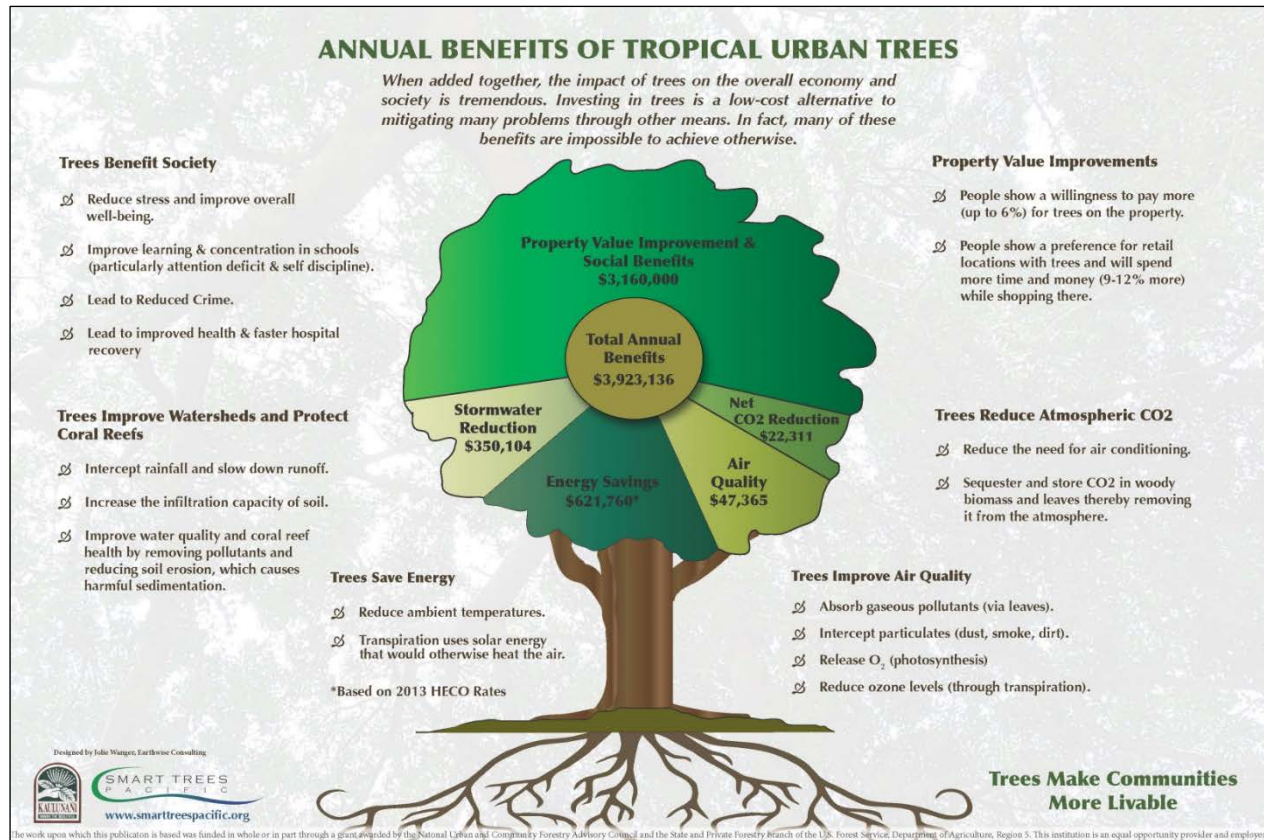 ANNUAL BENEFITS OF TROPICAL URBAN TREES
When added together, the impact of trees on the overall economy and
society is tremendous. Investing in trees is a low-cost alternative to
mitigating many problems through other means. In fact, many of these
benefits are impossible to achieve otherwise.
Trees Benefit Society
Reduce stress and improve overall
well-being.
Improve learning & concentration in schools
(particularly attention deficit & self discipline).
Lead to Reduced Crime.
Lead to improved health & faster hospital
recovery
Trees Improve Watersheds and Protect
Coral Reefs
Intercept rainfall and slow down runoff.
Increase the infiltration capacity of soil.
Improve water quality and coral reef
health by removing pollutants and
reducing soil erosion, which causes
harmful sedimentation.
Property Value Improvement &
Social Benefits
$3,160,000
Total Annual
Benefits
$3,923,136
Stormwater
Reduction
$350,104
Energy Savings
$621,760*
Air
Quality
$47,365
Net
CO2 Reduction
$22,311
Property Value Improvements
People show a willingness to pay more
(up to 6%) for trees on the property.
People show a preference for retail
locations with trees and will spend
more time and money (9-12% more)
while shopping there.
Trees Reduce Atmospheric CO2
Reduce the need for air conditioning.
Sequester and store CO2 in woody
biomass and leaves thereby removing
it from the atmosphere.
Trees Save Energy
Reduce ambient temperatures.
Transpiration uses solar energy
that would otherwise heat the air.
*Based on 2013 HECO Rates
Trees Improve Air Quality
Absorb gaseous pollutants (via leaves).
Intercept particulates (dust, smoke, dirt).
Release O₂ (photosynthesis)
Reduce ozone levels (through transpiration).
Designed by Jolie Wanger, Earthwise Consulting
KAULUNANI
SMART TREES
PACIFIC
www.smarttreespacific.org
Trees Make Communities
More Livable
The work upon which this publicaton is based was funded in whole or in part through a grant awarded by the Natonal Urban and Community Forestry Advisory Council and the State and Private Forestry Branch of the U.S. Forest Service, Department of Agriculture, Region 5. This institution is an equal opportunity provider and employer